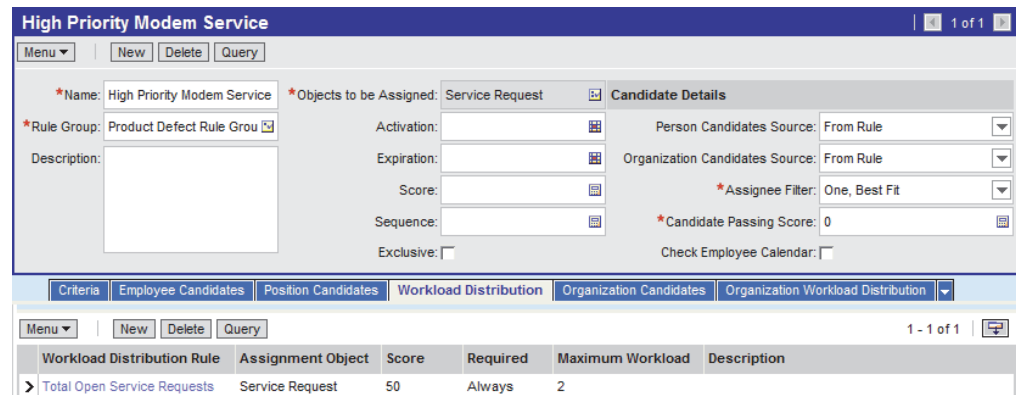 High Priority Modem Service 1 of 1
Menu New Delete Query
*Name: High Priority Modem Service *Objects to be Assigned: Service Request Candidate Details
*Rule Group: Product Defect Rule Grou Activation: Person Candidates Source: From Rule
Description: Expiration: Organization Candidates Source: From Rule
Score: *Assignee Filter: One, Best Fit
Sequence: *Candidate Passing Score: 0
Exclusive: Check Employee Calendar:
Criteria Employee Candidates Position Candidates Workload Distribution Organization Candidates Organization Workload Distribution
Menu New Delete Query 1 - 1 of 1
Workload Distribution Rule Assignment Object Score Required Maximum Workload Description
Total Open Service Requests Service Request 50 Always 2